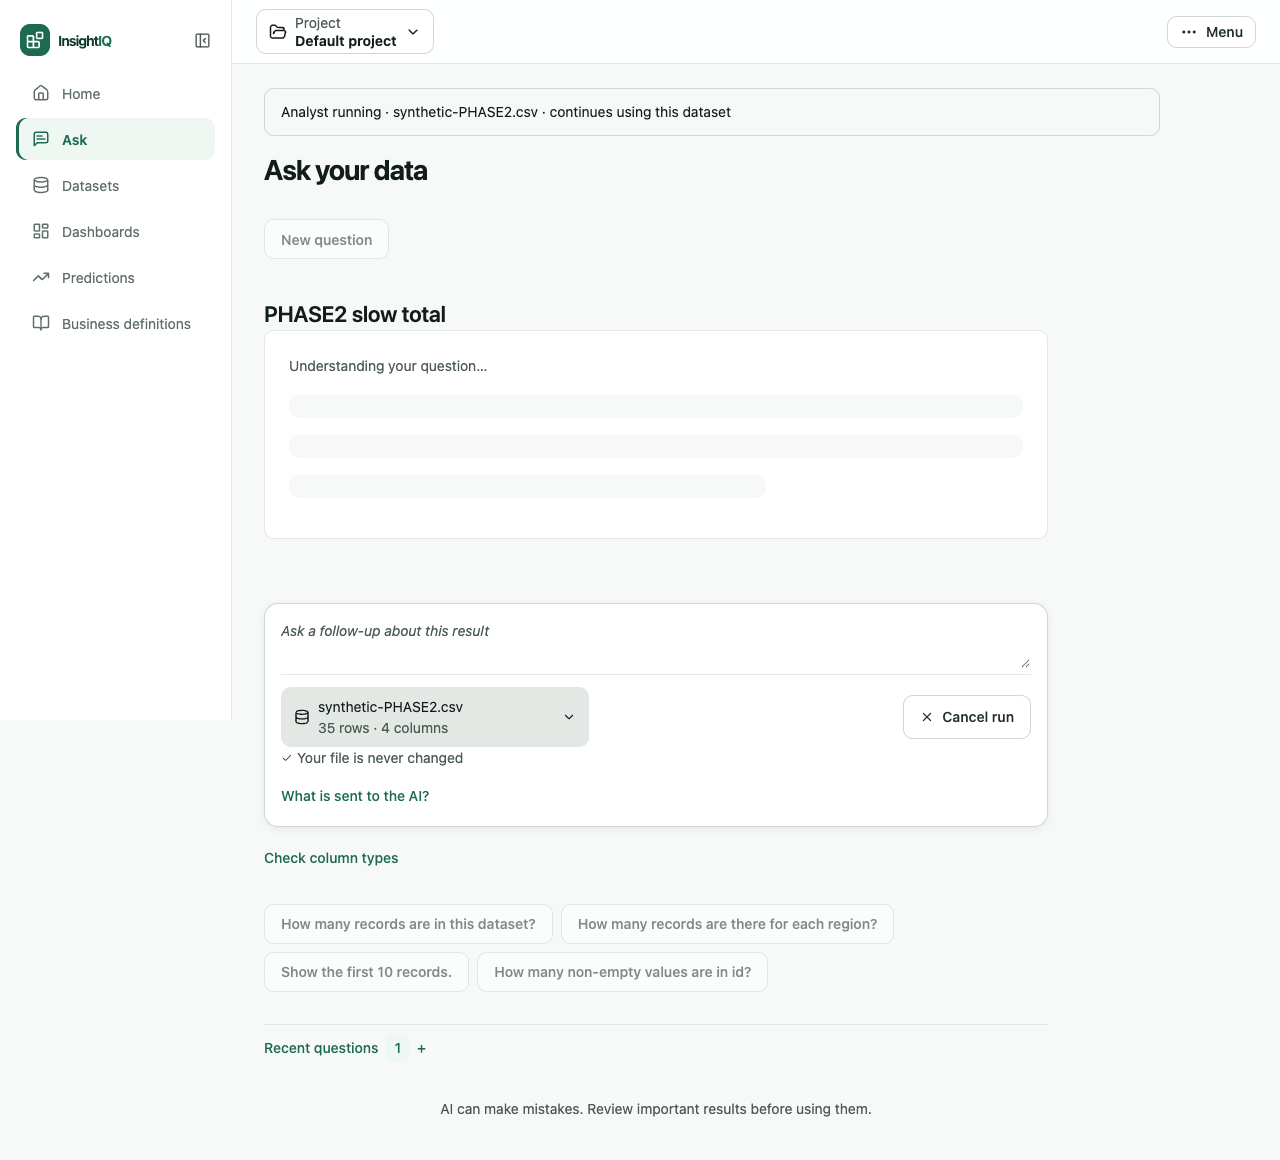 InsightIQ
Home
Ask
Datasets
Dashboards
Predictions
Business definitions
Project
Default project
Menu
Analyst running · synthetic-PHASE2.csv · continues using this dataset
Ask your data
New question
PHASE2 slow total
Understanding your question…
Ask a follow-up about this result
synthetic-PHASE2.csv
35 rows · 4 columns
Cancel run
Your file is never changed
What is sent to the AI?
Check column types
How many records are in this dataset?
How many records are there for each region?
Show the first 10 records.
How many non-empty values are in id?
Recent questions 1 +
AI can make mistakes. Review important results before using them.